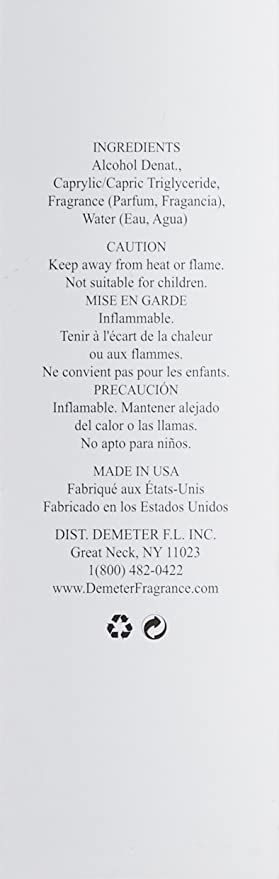 INGREDIENTS
Alcohol Denat.,
Caprylic/Capric Triglyceride,
Fragrance (Parfum, Fragancia),
Water (Eau, Agua)
CAUTION
Keep away from heat or flame.
Not suitable for children.
MISE EN GARDE
Inflammable.
Tenir à l'écart de la chaleur
ou aux flammes.
Ne convient pas pour les enfants.
PRECAUCIÓN
Inflamable. Mantener alejado
del calor o las llamas.
No apto para niños.
MADE IN USA
Fabriqué aux États-Unis
Fabricado en los Estados Unidos
DIST. DEMETER F.L. INC.
Great Neck, NY 11023
1(800) 482-0422
www.DemeterFragrance.com